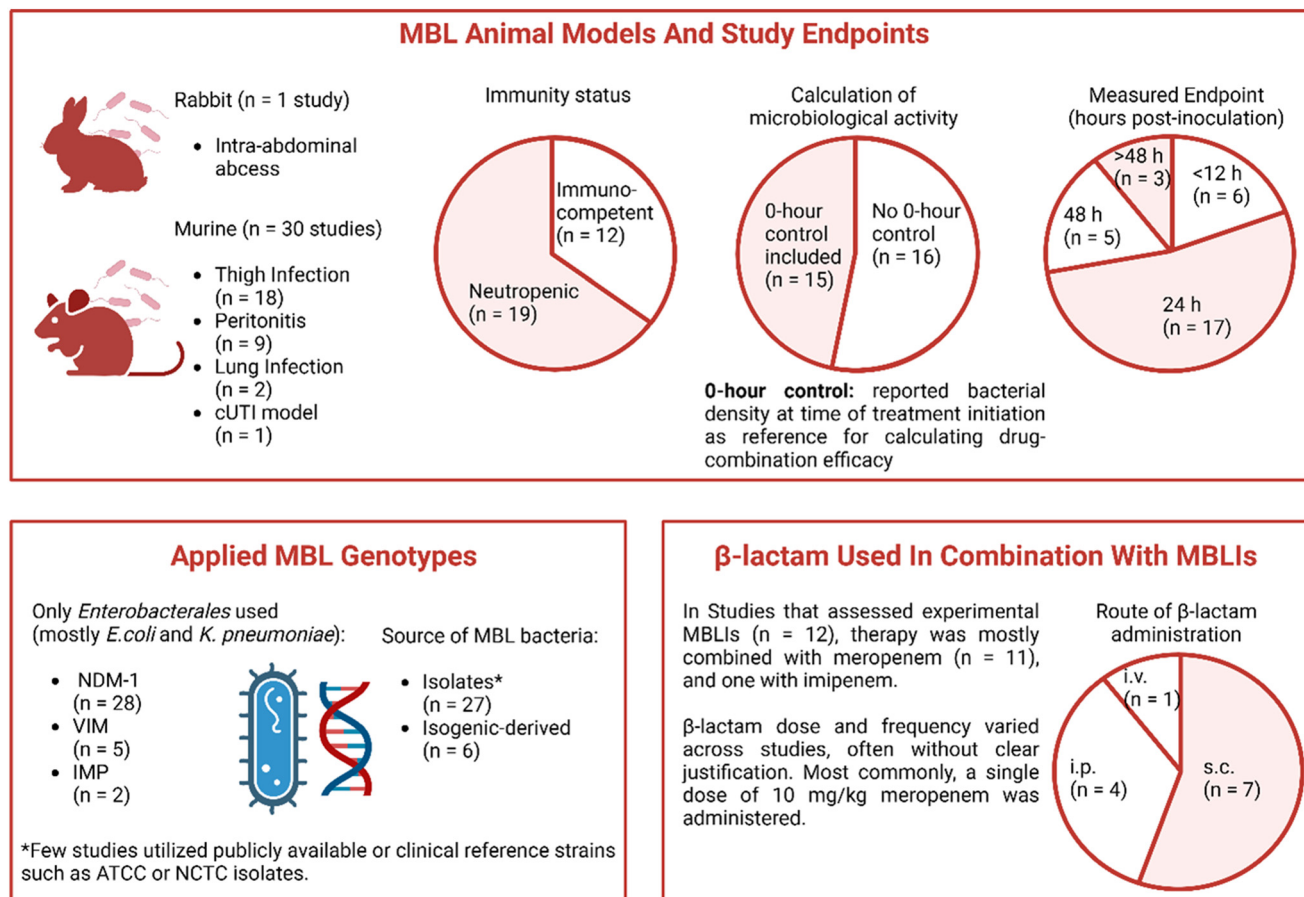 MBL Animal Models And Study Endpoints
Rabbit (n = 1 study)
• Intra-abdominal
abcess
Murine (n = 30 studies)
• Thigh Infection
(n = 18)
• Peritonitis
(n = 9)
• Lung Infection
(n = 2)
• cUTI model
(n = 1)
Immunity status
Immuno-
competent
(n = 12)
Neutropenic
(n = 19)
Calculation of
microbiological activity
0-hour
control
included
(n = 15)
No 0-hour
control
(n = 16)
0-hour control: reported bacterial
density at time of treatment initiation
as reference for calculating drug-
combination efficacy
Measured Endpoint
(hours post-inoculation)
>48 h
(n = 3)
<12 h
(n = 6)
48 h
(n = 5)
24 h
(n = 17)
Applied MBL Genotypes
Only Enterobacterales used
(mostly E.coli and K. pneumoniae):
• NDM-1
(n = 28)
• VIM
(n = 5)
• IMP
(n = 2)
Source of MBL bacteria:
• Isolates*
(n = 27)
• Isogenic-derived
(n = 6)
*Few studies utilized publicly available or clinical reference strains
such as ATCC or NCTC isolates.
β-lactam Used In Combination With MBLIs
In Studies that assessed experimental
MBLIs (n = 12), therapy was mostly
combined with meropenem (n = 11),
and one with imipenem.
β-lactam dose and frequency varied
across studies, often without clear
justification. Most commonly, a single
dose of 10 mg/kg meropenem was
administered.
Route of β-lactam
administration
i.v.
(n = 1)
i.p.
(n = 4)
s.c.
(n = 7)